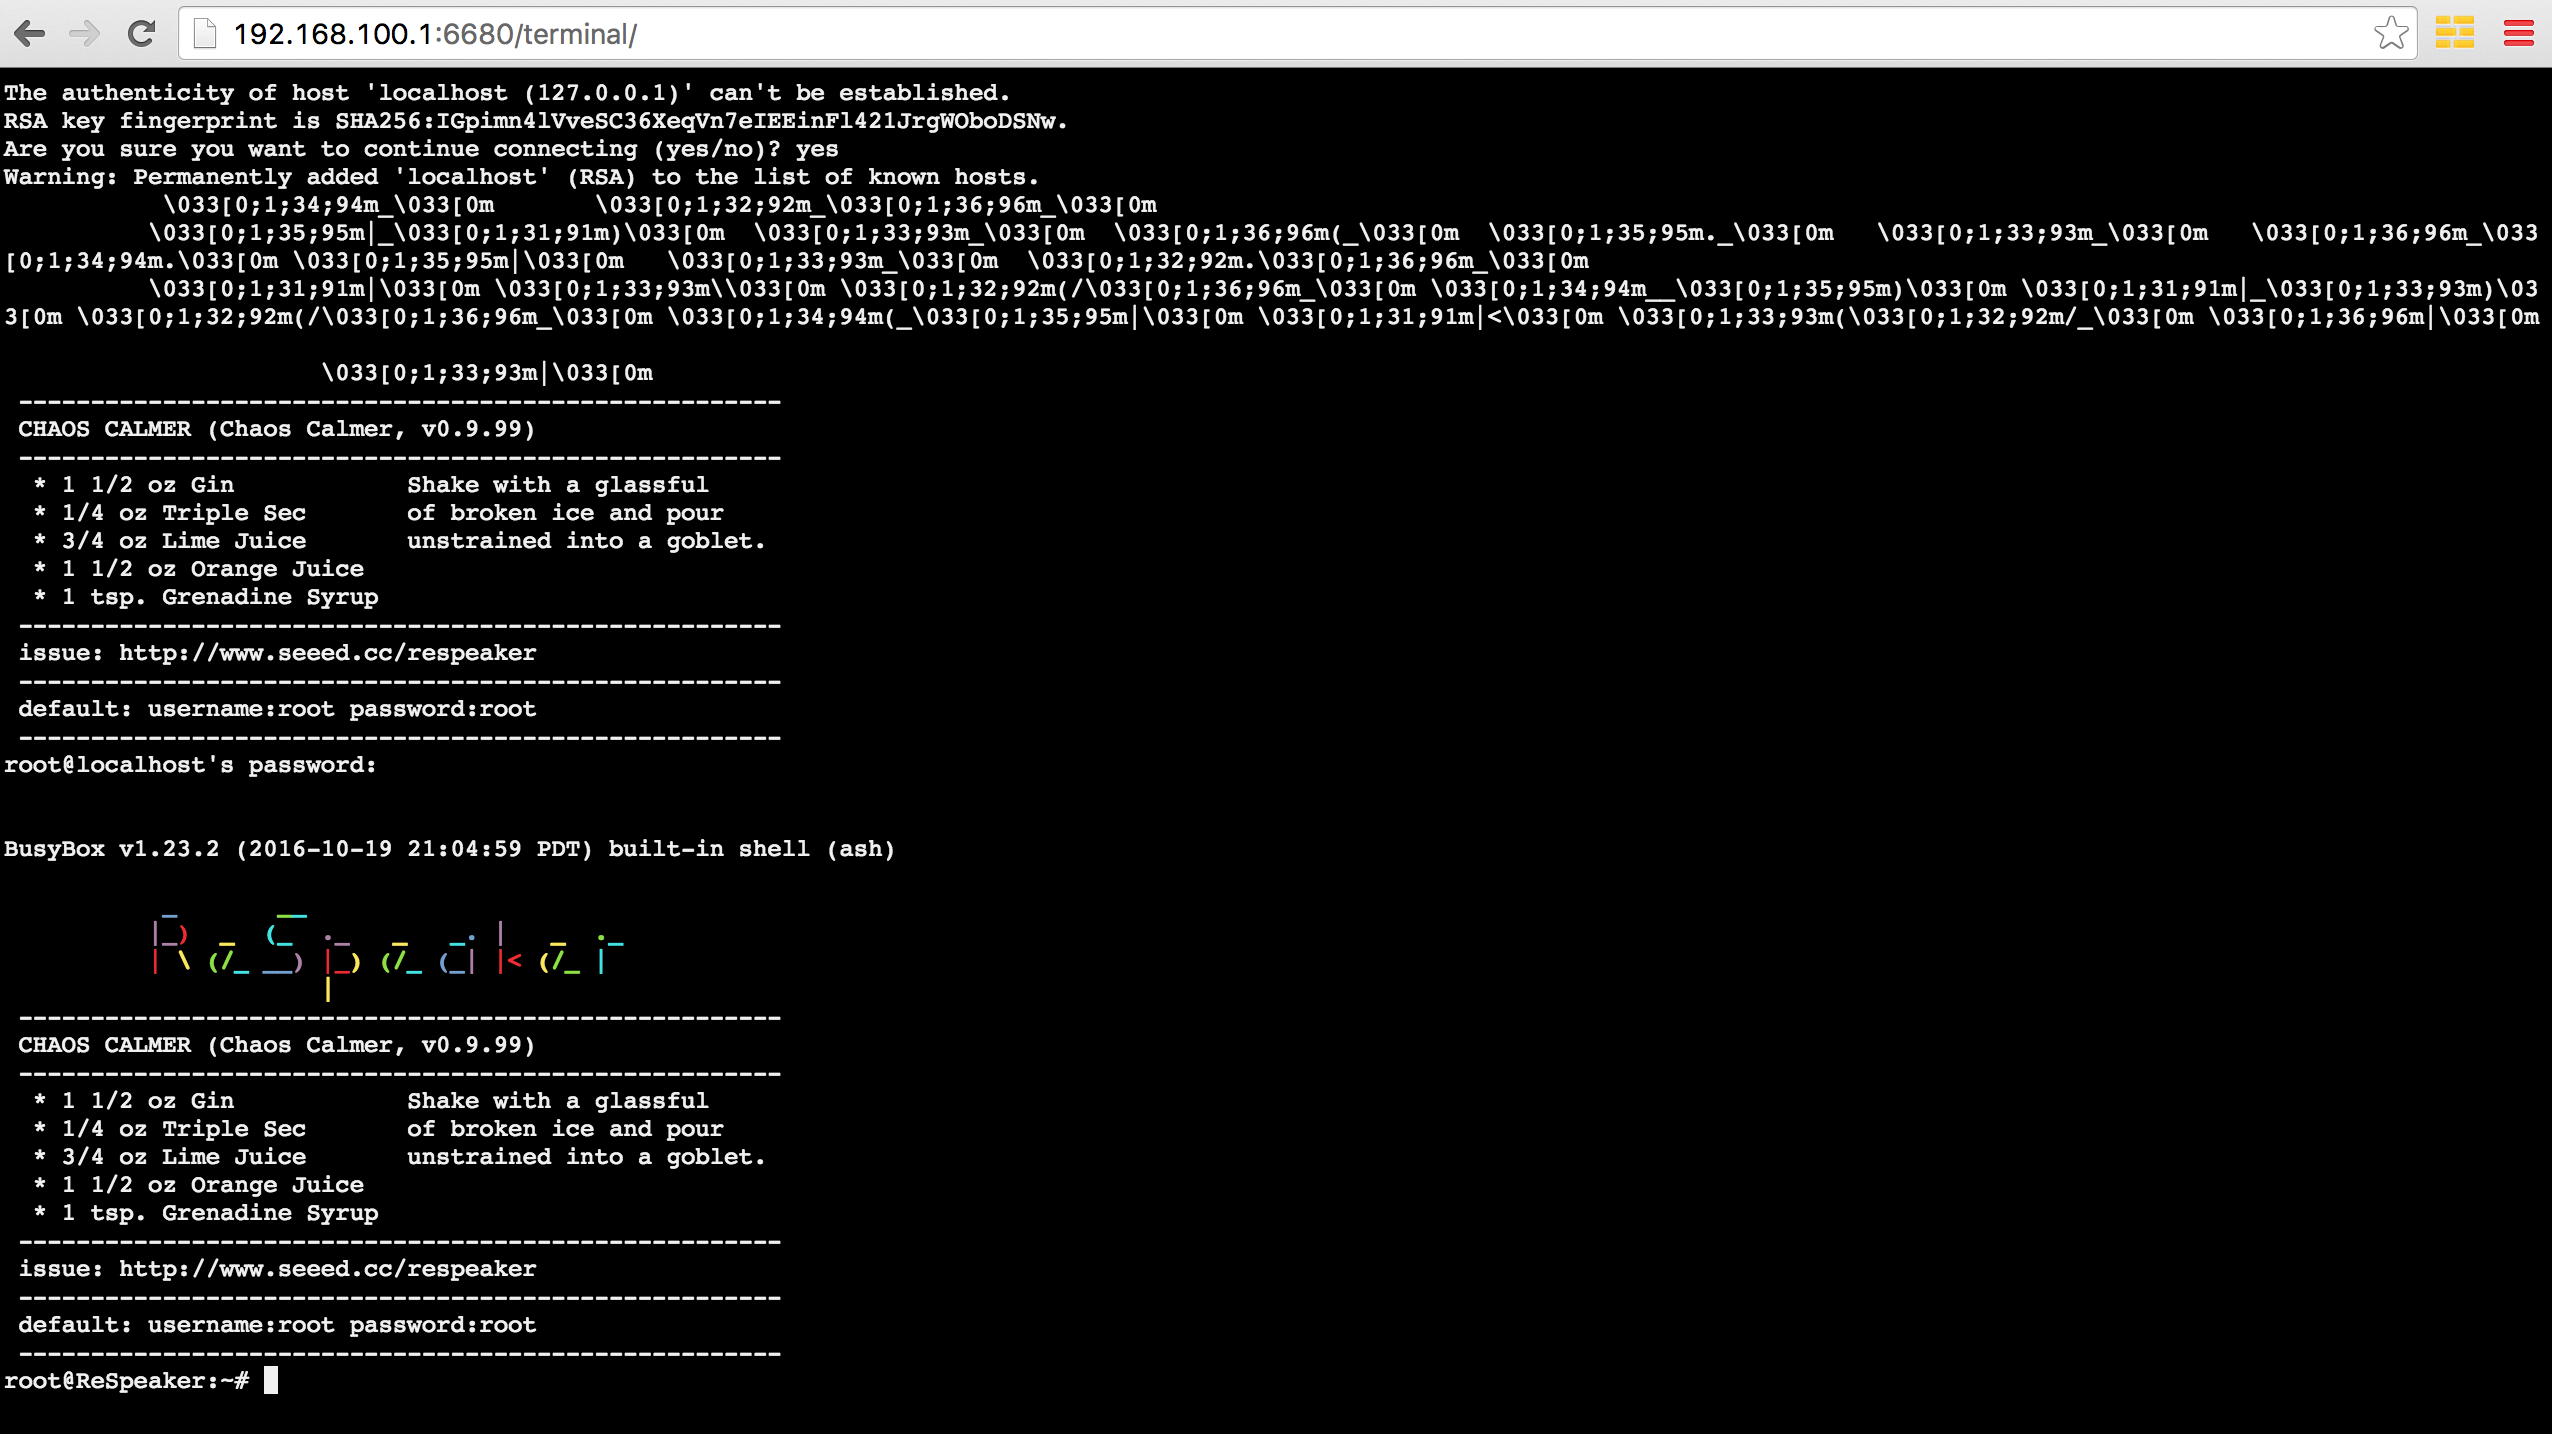 192.168.100.1:6680/terminal/
The authenticity of host 'localhost (127.0.0.1)' can't be established.
RSA key fingerprint is SHA256:IGpimn4lVveSC36XeqVn7eIEEinFl421JrgWOboDSNw.
Are you sure you want to continue connecting (yes/no)? yes
Warning: Permanently added 'localhost' (RSA) to the list of known hosts.
           \033[0;1;34;94m_\033[0m       \033[0;1;32;92m_\033[0;1;36;96m_\033[0m
          \033[0;1;35;95m|_\033[0;1;31;91m)\033[0m  \033[0;1;33;93m_\033[0m  \033[0;1;36;96m(_\033[0m  \033[0;1;35;95m._\033[0m   \033[0;1;33;93m_\033[0m   \033[0;1;36;96m_\033
[0;1;34;94m.\033[0m \033[0;1;35;95m|\033[0m   \033[0;1;33;93m_\033[0m  \033[0;1;32;92m.\033[0;1;36;96m_\033[0m
          \033[0;1;31;91m|\033[0m \033[0;1;33;93m\\033[0m \033[0;1;32;92m(/\033[0;1;36;96m_\033[0m \033[0;1;34;94m__\033[0;1;35;95m)\033[0m \033[0;1;31;91m|_\033[0;1;33;93m)\03
3[0m \033[0;1;32;92m(/\033[0;1;36;96m_\033[0m \033[0;1;34;94m(_\033[0;1;35;95m|\033[0m \033[0;1;31;91m|<\033[0m \033[0;1;33;93m(\033[0;1;32;92m/_\033[0m \033[0;1;36;96m|\033[0m
                      \033[0;1;33;93m|\033[0m
 -----------------------------------------------------
 CHAOS CALMER (Chaos Calmer, v0.9.99)
 -----------------------------------------------------
  * 1 1/2 oz Gin            Shake with a glassful
  * 1/4 oz Triple Sec       of broken ice and pour
  * 3/4 oz Lime Juice       unstrained into a goblet.
  * 1 1/2 oz Orange Juice
  * 1 tsp. Grenadine Syrup
 -----------------------------------------------------
 issue: http://www.seeed.cc/respeaker
 -----------------------------------------------------
 default: username:root password:root
 -----------------------------------------------------
root@localhost's password:
BusyBox v1.23.2 (2016-10-19 21:04:59 PDT) built-in shell (ash)
ReSpeaker
 -----------------------------------------------------
 CHAOS CALMER (Chaos Calmer, v0.9.99)
 -----------------------------------------------------
  * 1 1/2 oz Gin            Shake with a glassful
  * 1/4 oz Triple Sec       of broken ice and pour
  * 3/4 oz Lime Juice       unstrained into a goblet.
  * 1 1/2 oz Orange Juice
  * 1 tsp. Grenadine Syrup
 -----------------------------------------------------
 issue: http://www.seeed.cc/respeaker
 -----------------------------------------------------
 default: username:root password:root
 -----------------------------------------------------
root@ReSpeaker:~#